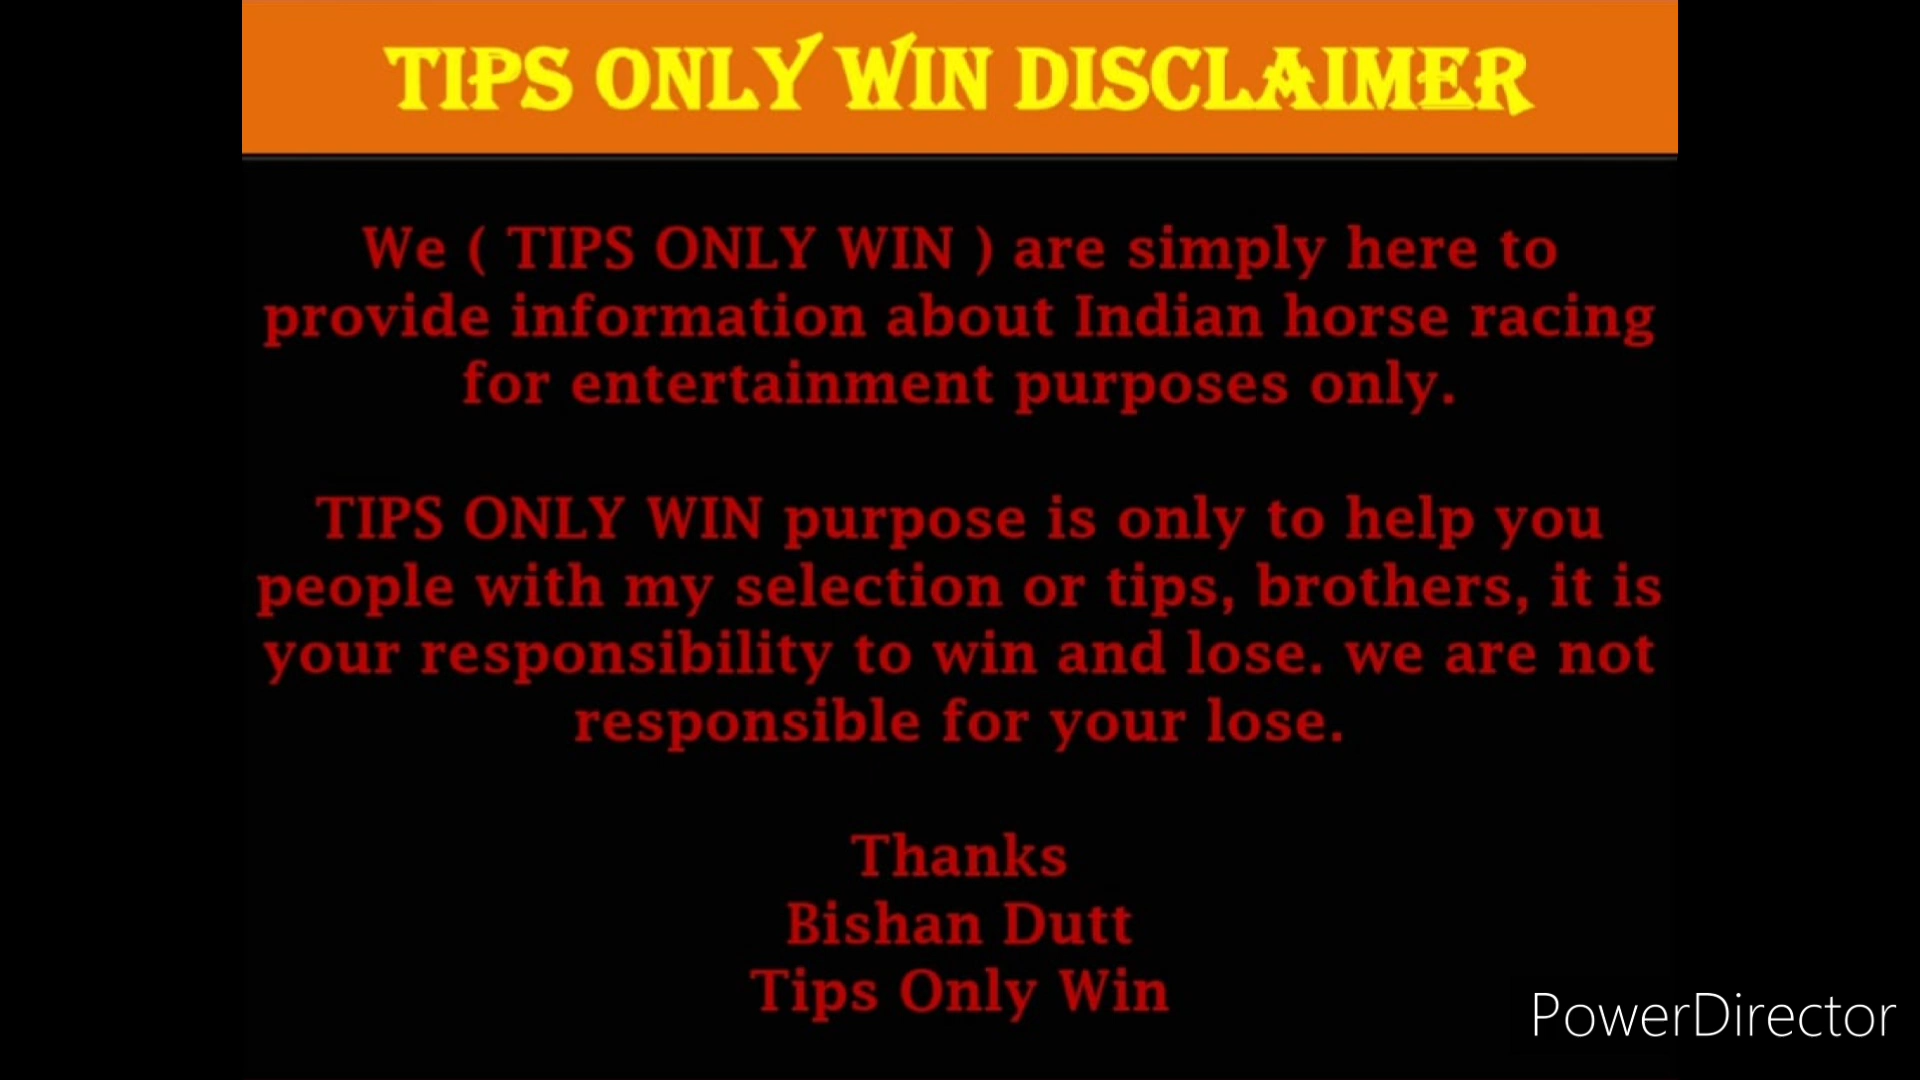 TIPS ONLY WIN DISCLAIMER
We ( TIPS ONLY WIN ) are simply here to
provide information about Indian horse racing
for entertainment purposes only.
TIPS ONLY WIN purpose is only to help you
people with my selection or tips, brothers, it is
your responsibility to win and lose. we are not
responsible for your lose.
Thanks
Bishan Dutt
Tips Only Win
PowerDirector